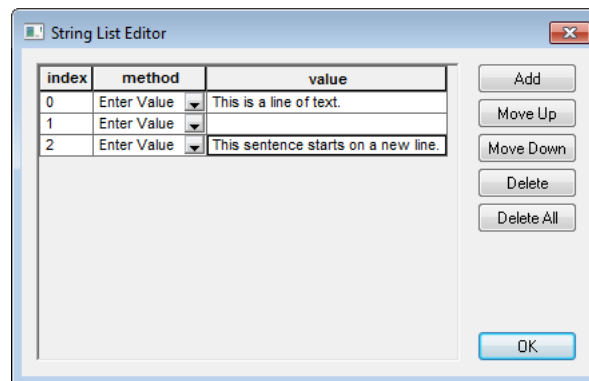 String List Editor
index method value Add
0 Enter Value This is a line of text.
Move Up
1 Enter Value
2 Enter Value This sentence starts on a new line. Move Down
Delete
Delete All
OK